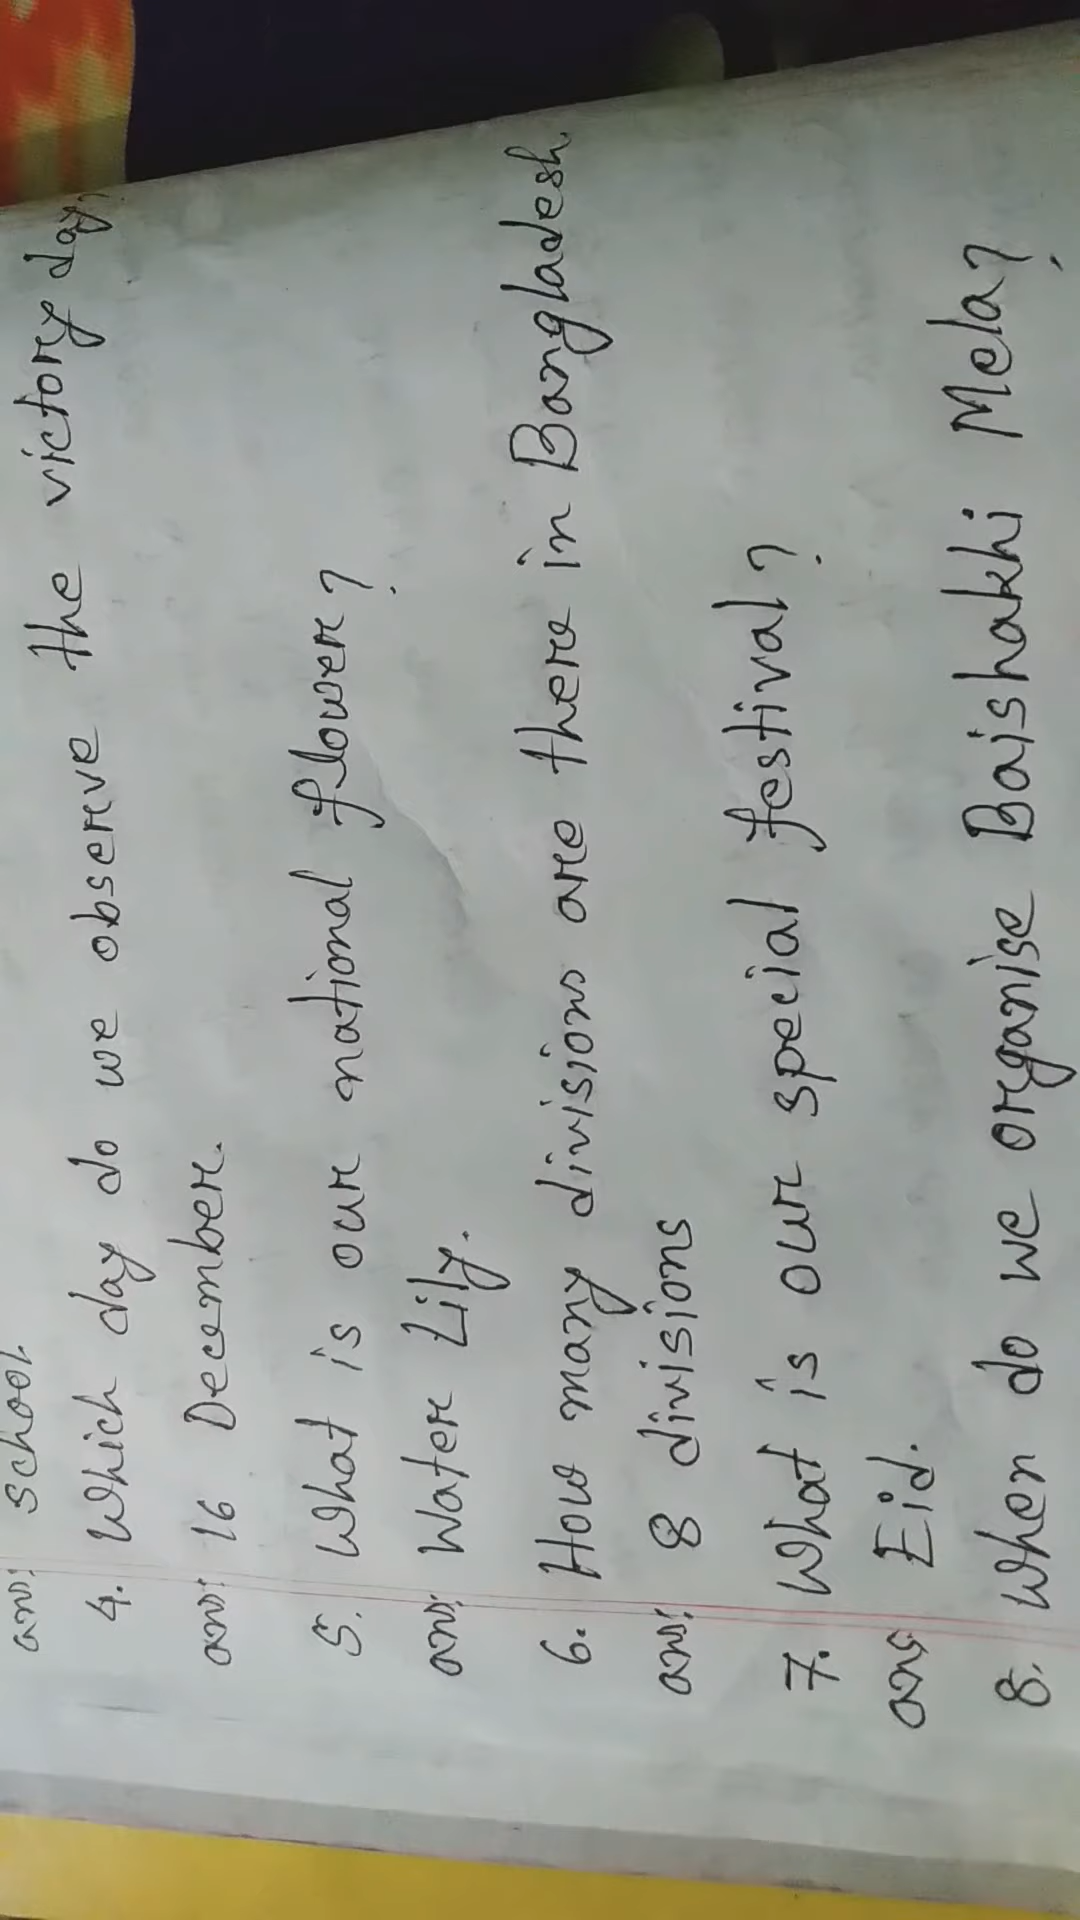 ans: School.
4. Which day do we observe the victory day?
ans: 16 December.
5. What is our national flower?
ans: Water Lily.
6. How many divisions are there in Bangladesh.
ans: 8 divisions
7. What is our special festival?
ans Eid.
8. When do we organise Baishakhi Mela?